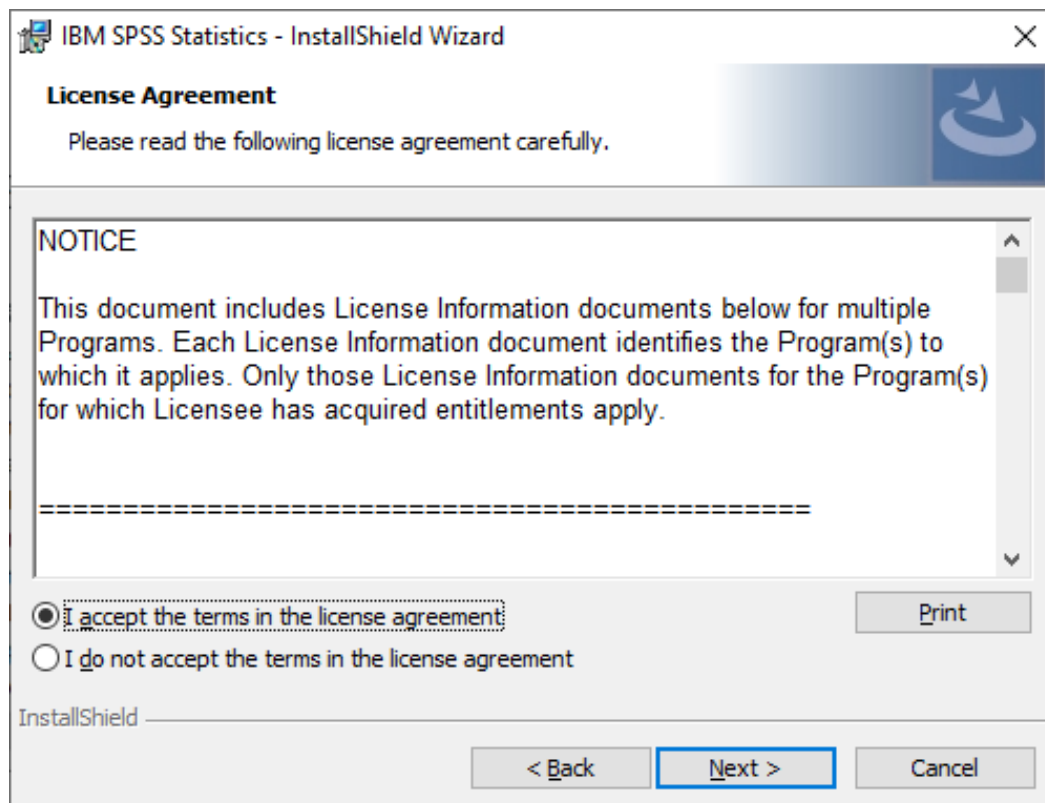 IBM SPSS Statistics - InstallShield Wizard
License Agreement
Please read the following license agreement carefully.
NOTICE
This document includes License Information documents below for multiple
Programs. Each License Information document identifies the Program(s) to
which it applies. Only those License Information documents for the Program(s)
for which Licensee has acquired entitlements apply.
==============================================
I accept the terms in the license agreement
Print
I do not accept the terms in the license agreement
InstallShield
< Back
Next >
Cancel